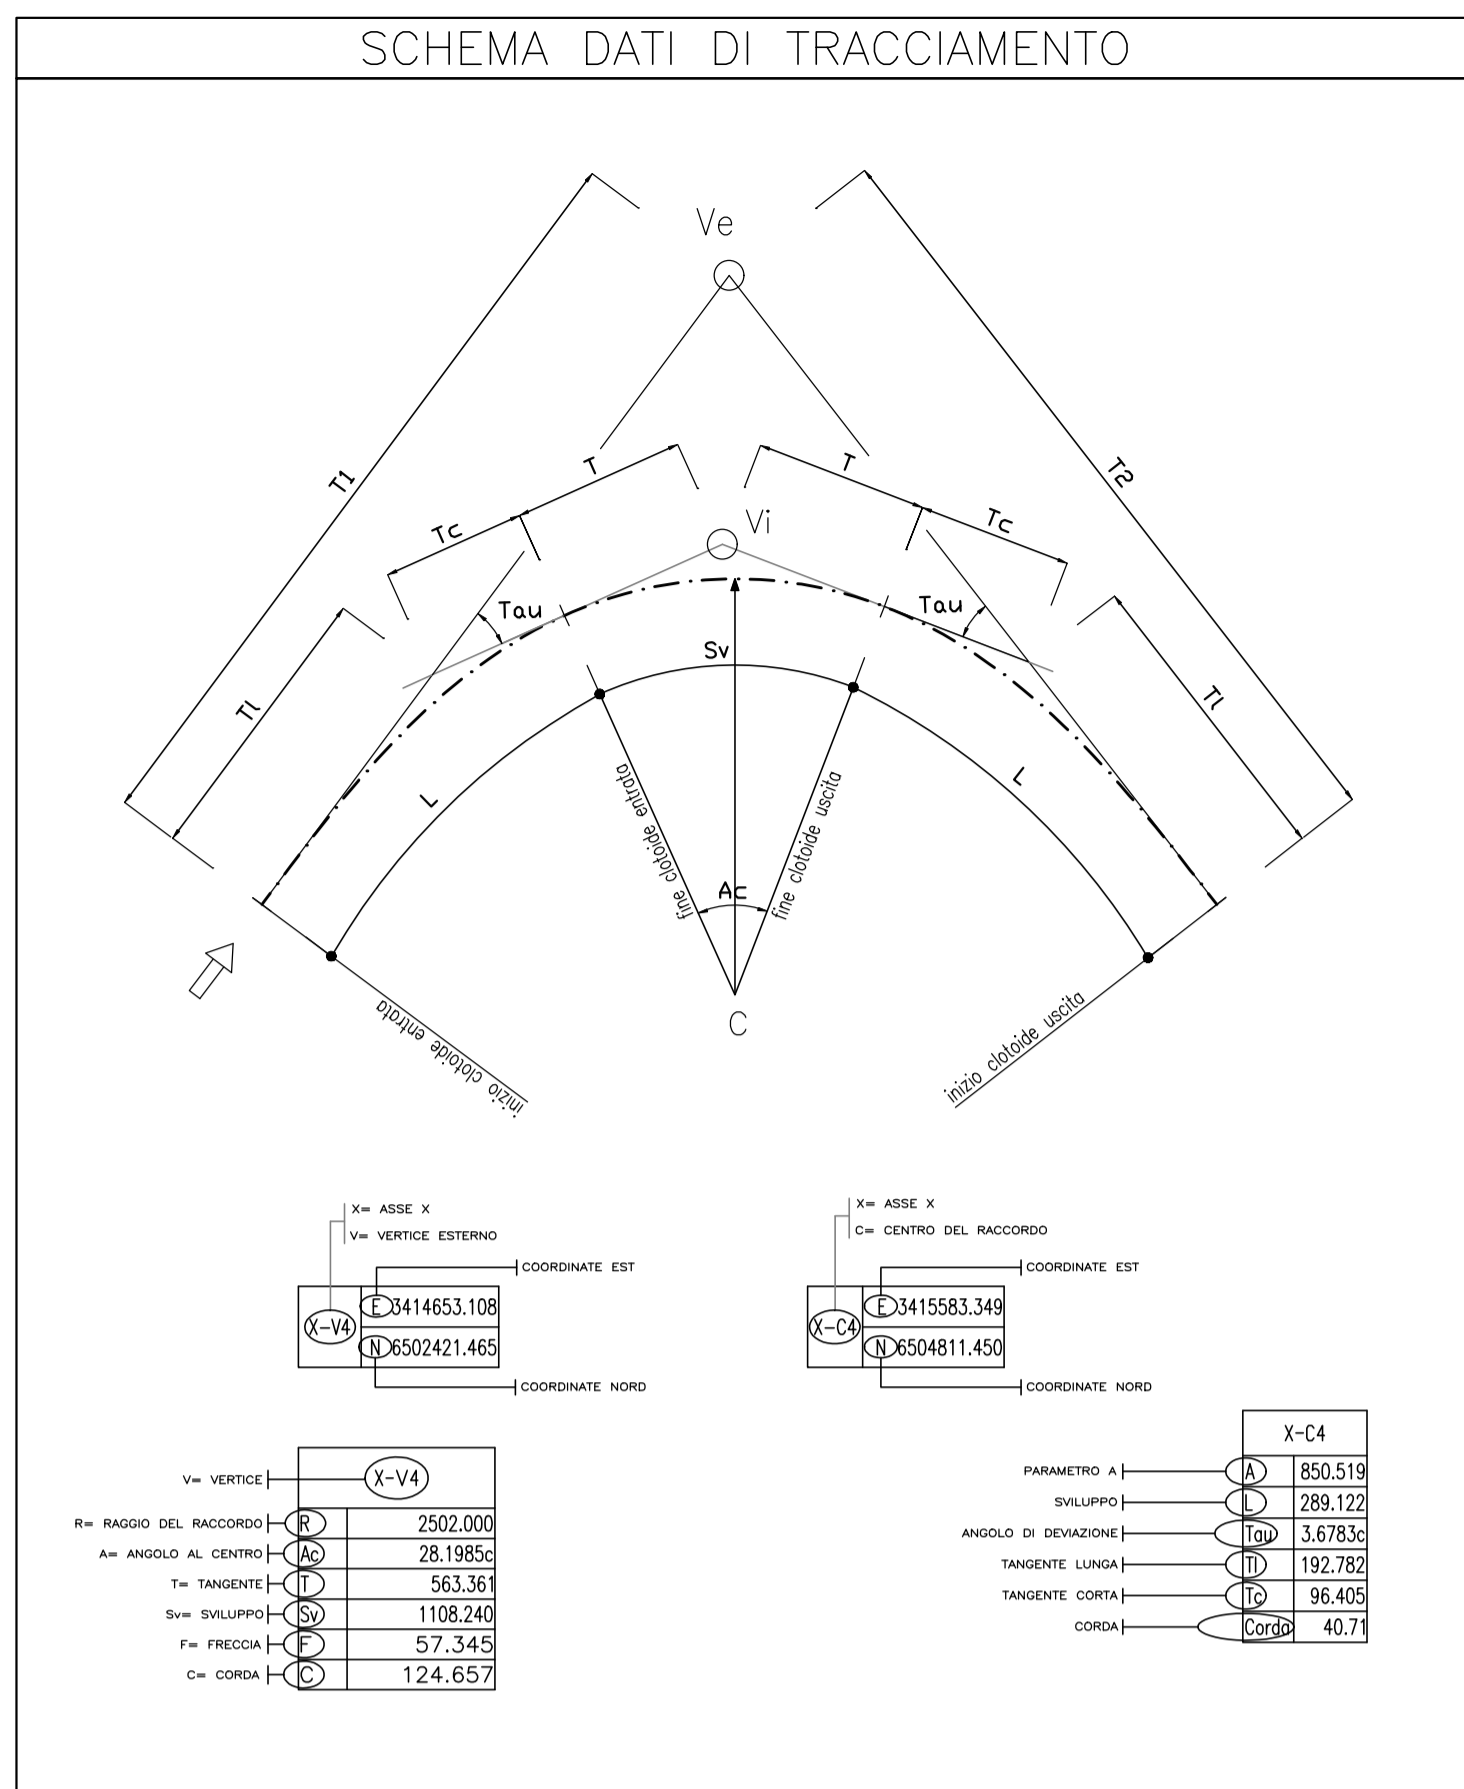 SCHEMA DATI DI TRACCIAMENTO
Ve
T1
T2
T
T
Tc
Tc
Vi
Tau
Tau
Tl
Tl
Sv
L
L
fine clotoide entrata
fine clotoide uscita
Ac
C
inizio clotoide entrata
inizio clotoide uscita
X= ASSE X
V= VERTICE ESTERNO
COORDINATE EST
X-V4
E 3414653.108
N 6502421.465
COORDINATE NORD
X= ASSE X
C= CENTRO DEL RACCORDO
COORDINATE EST
X-C4
E 3415583.349
N 6504811.450
COORDINATE NORD
V= VERTICE X-V4
R= RAGGIO DEL RACCORDO R 2502.000
A= ANGOLO AL CENTRO Ac 28.1985c
T= TANGENTE T 563.361
Sv= SVILUPPO Sv 1108.240
F= FRECCIA F 57.345
C= CORDA C 124.657
X-C4
PARAMETRO A A 850.519
SVILUPPO L 289.122
ANGOLO DI DEVIAZIONE Tau 3.6783c
TANGENTE LUNGA Tl 192.782
TANGENTE CORTA Tc 96.405
CORDA Corda 40.71